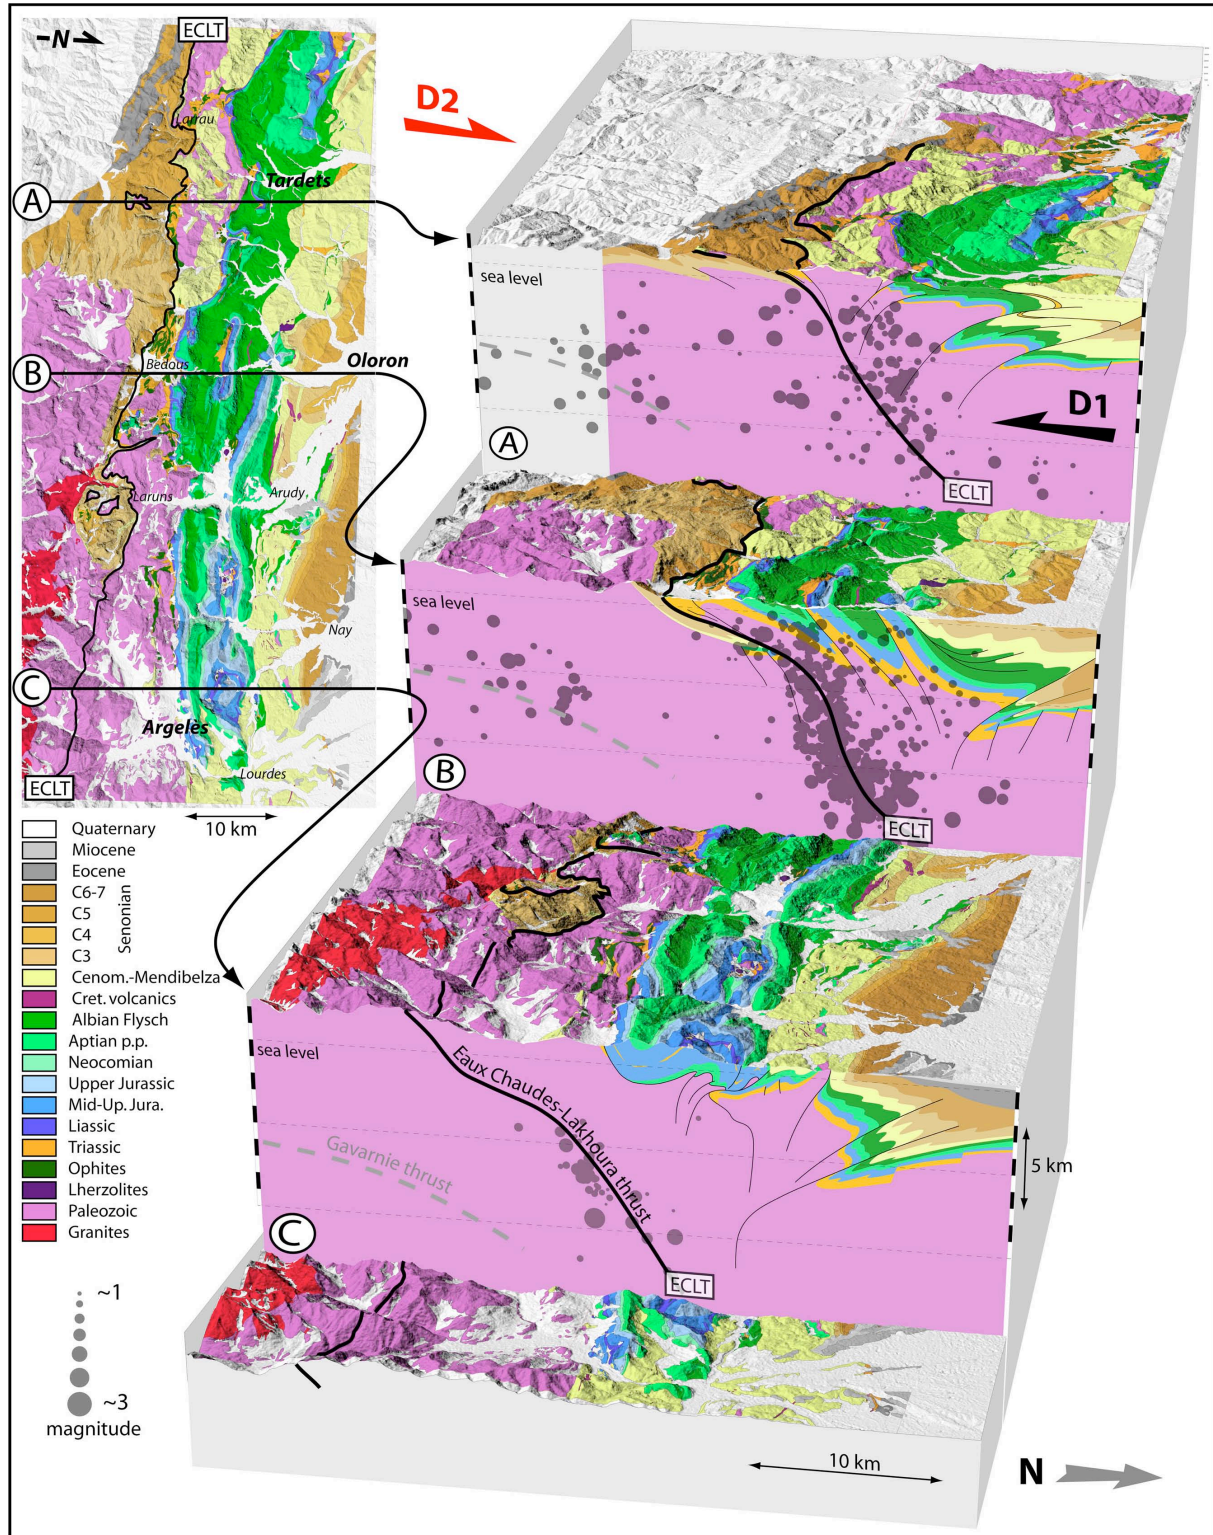 N
ECLT
D2
Larrau
Tardets
A
sea level
D1
Bedous
Oloron
B
A
ECLT
Laruns
Arudy
sea level
Nay
C
Argelès
Lourdes
B
ECLT
ECLT
10 km
Quaternary
Miocene
Eocene
C6-7
C5
C4
C3
Senonian
Cenom.-Mendibelza
Cret. volcanics
Albian Flysch
Aptian p.p.
Neocomian
Upper Jurassic
Mid-Up. Jura.
Liassic
Triassic
Ophites
Lherzolites
Paleozoic
Granites
sea level
Eaux Chaudes-Lakhoura thrust
Gavarnie thrust
5 km
C
ECLT
~1
~3
magnitude
10 km
N